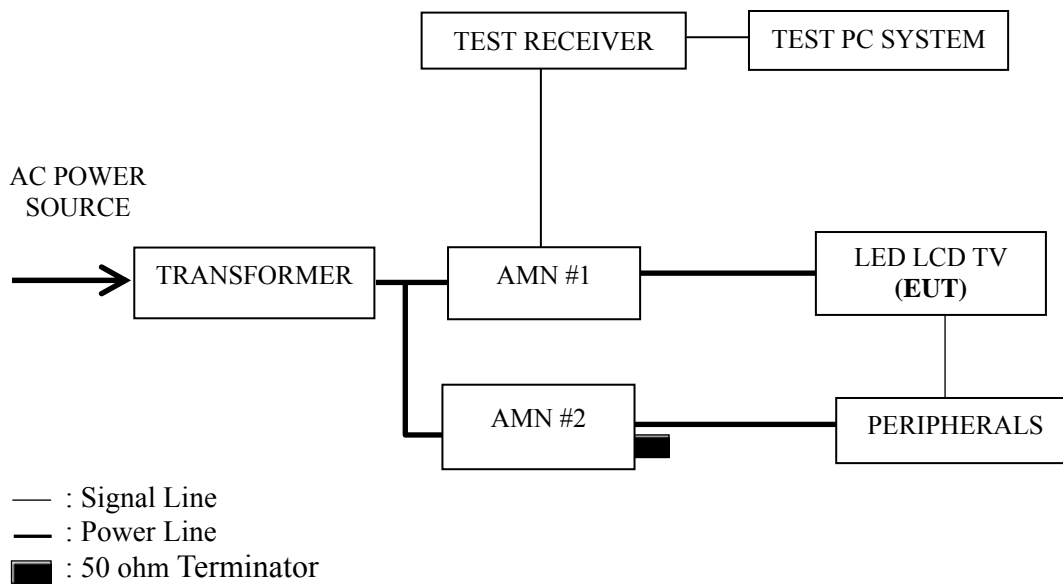 TEST RECEIVER
TEST PC SYSTEM
AC POWER
SOURCE
TRANSFORMER
AMN #1
LED LCD TV
(EUT)
AMN #2
PERIPHERALS
: Signal Line
: Power Line
: 50 ohm Terminator